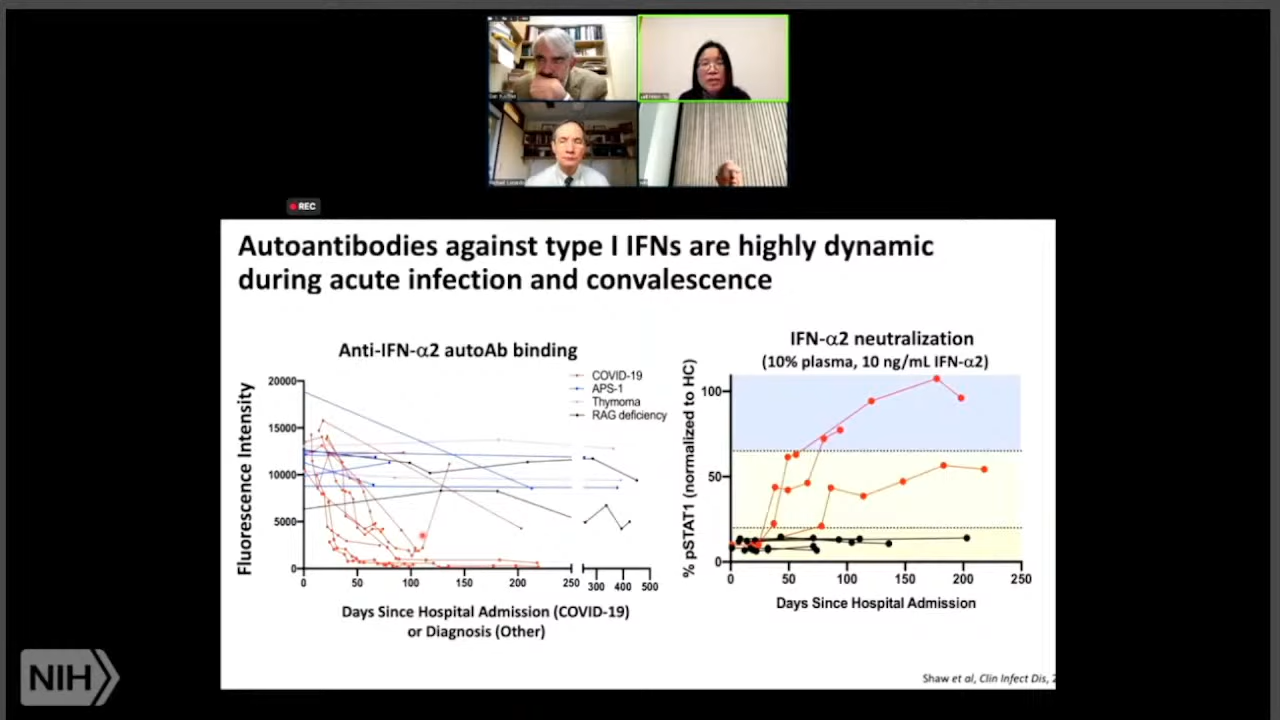 REC
Autoantibodies against type I IFNs are highly dynamic
during acute infection and convalescence
Anti-IFN-α2 autoAb binding
COVID-19
APS-1
Thymoma
RAG deficiency
Fluorescence Intensity
20000
15000
10000
5000
0
0 50 100 150 200 250 300 400 500
Days Since Hospital Admission (COVID-19)
or Diagnosis (Other)
IFN-α2 neutralization
(10% plasma, 10 ng/mL IFN-α2)
% pSTAT1 (normalized to HC)
100
50
0
0 50 100 150 200 250
Days Since Hospital Admission
Shaw et al, Clin Infect Dis,
NIH